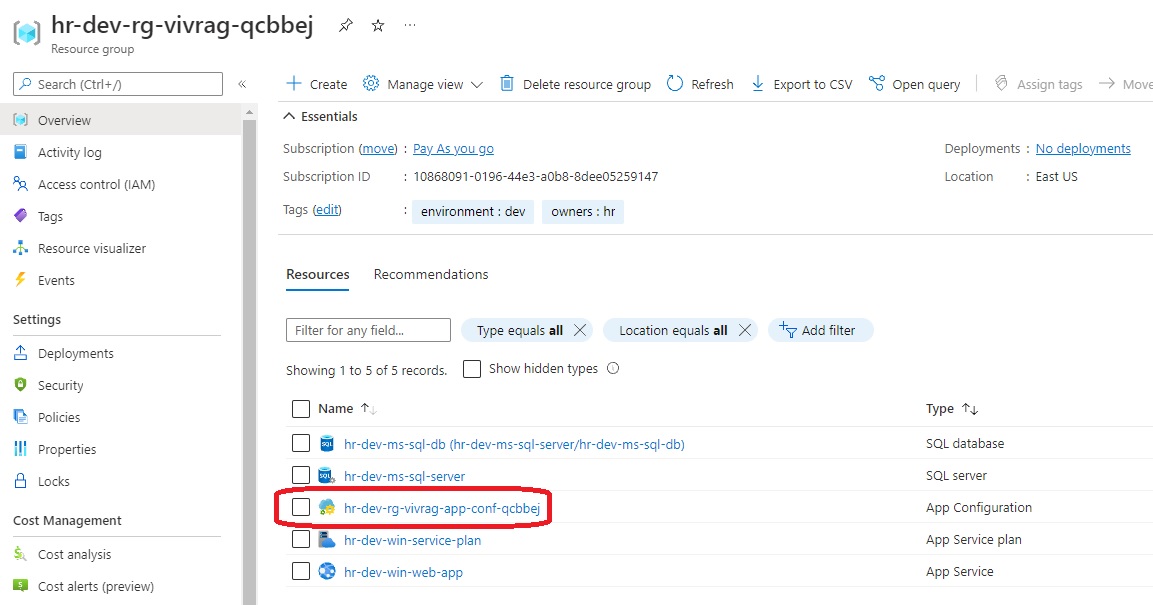 hr-dev-rg-vivrag-qcbbej
Resource group
Search (Ctrl+/)
Overview
Activity log
Access control (IAM)
Tags
Resource visualizer
Events
Settings
Deployments
Security
Policies
Properties
Locks
Cost Management
Cost analysis
Cost alerts (preview)
Create Manage view Delete resource group Refresh Export to CSV Open query Assign tags Move
Essentials
Subscription (move) : Pay As you go
Deployments : No deployments
Subscription ID : 10868091-0196-44e3-a0b8-8dee05259147
Location : East US
Tags (edit) : environment : dev owners : hr
Resources Recommendations
Filter for any field... Type equals all Location equals all Add filter
Showing 1 to 5 of 5 records. Show hidden types
Name Type
hr-dev-ms-sql-db (hr-dev-ms-sql-server/hr-dev-ms-sql-db) SQL database
hr-dev-ms-sql-server SQL server
hr-dev-rg-vivrag-app-conf-qcbbej App Configuration
hr-dev-win-service-plan App Service plan
hr-dev-win-web-app App Service